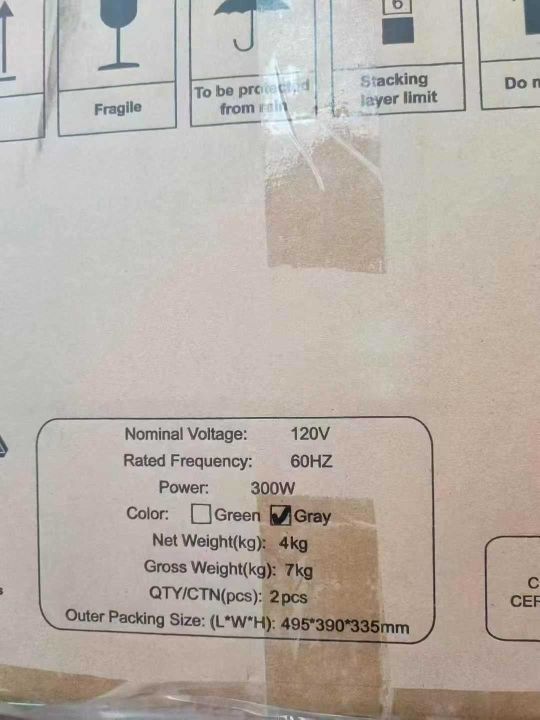 6
Fragile
To be protected
from rain
Stacking
layer limit
Do
Nominal Voltage: 120V
Rated Frequency: 60HZ
Power: 300W
Color: Green Gray
Net Weight(kg): 4kg
Gross Weight(kg): 7kg
QTY/CTN(pcs): 2pcs
Outer Packing Size: (L*W*H): 495*390*335mm